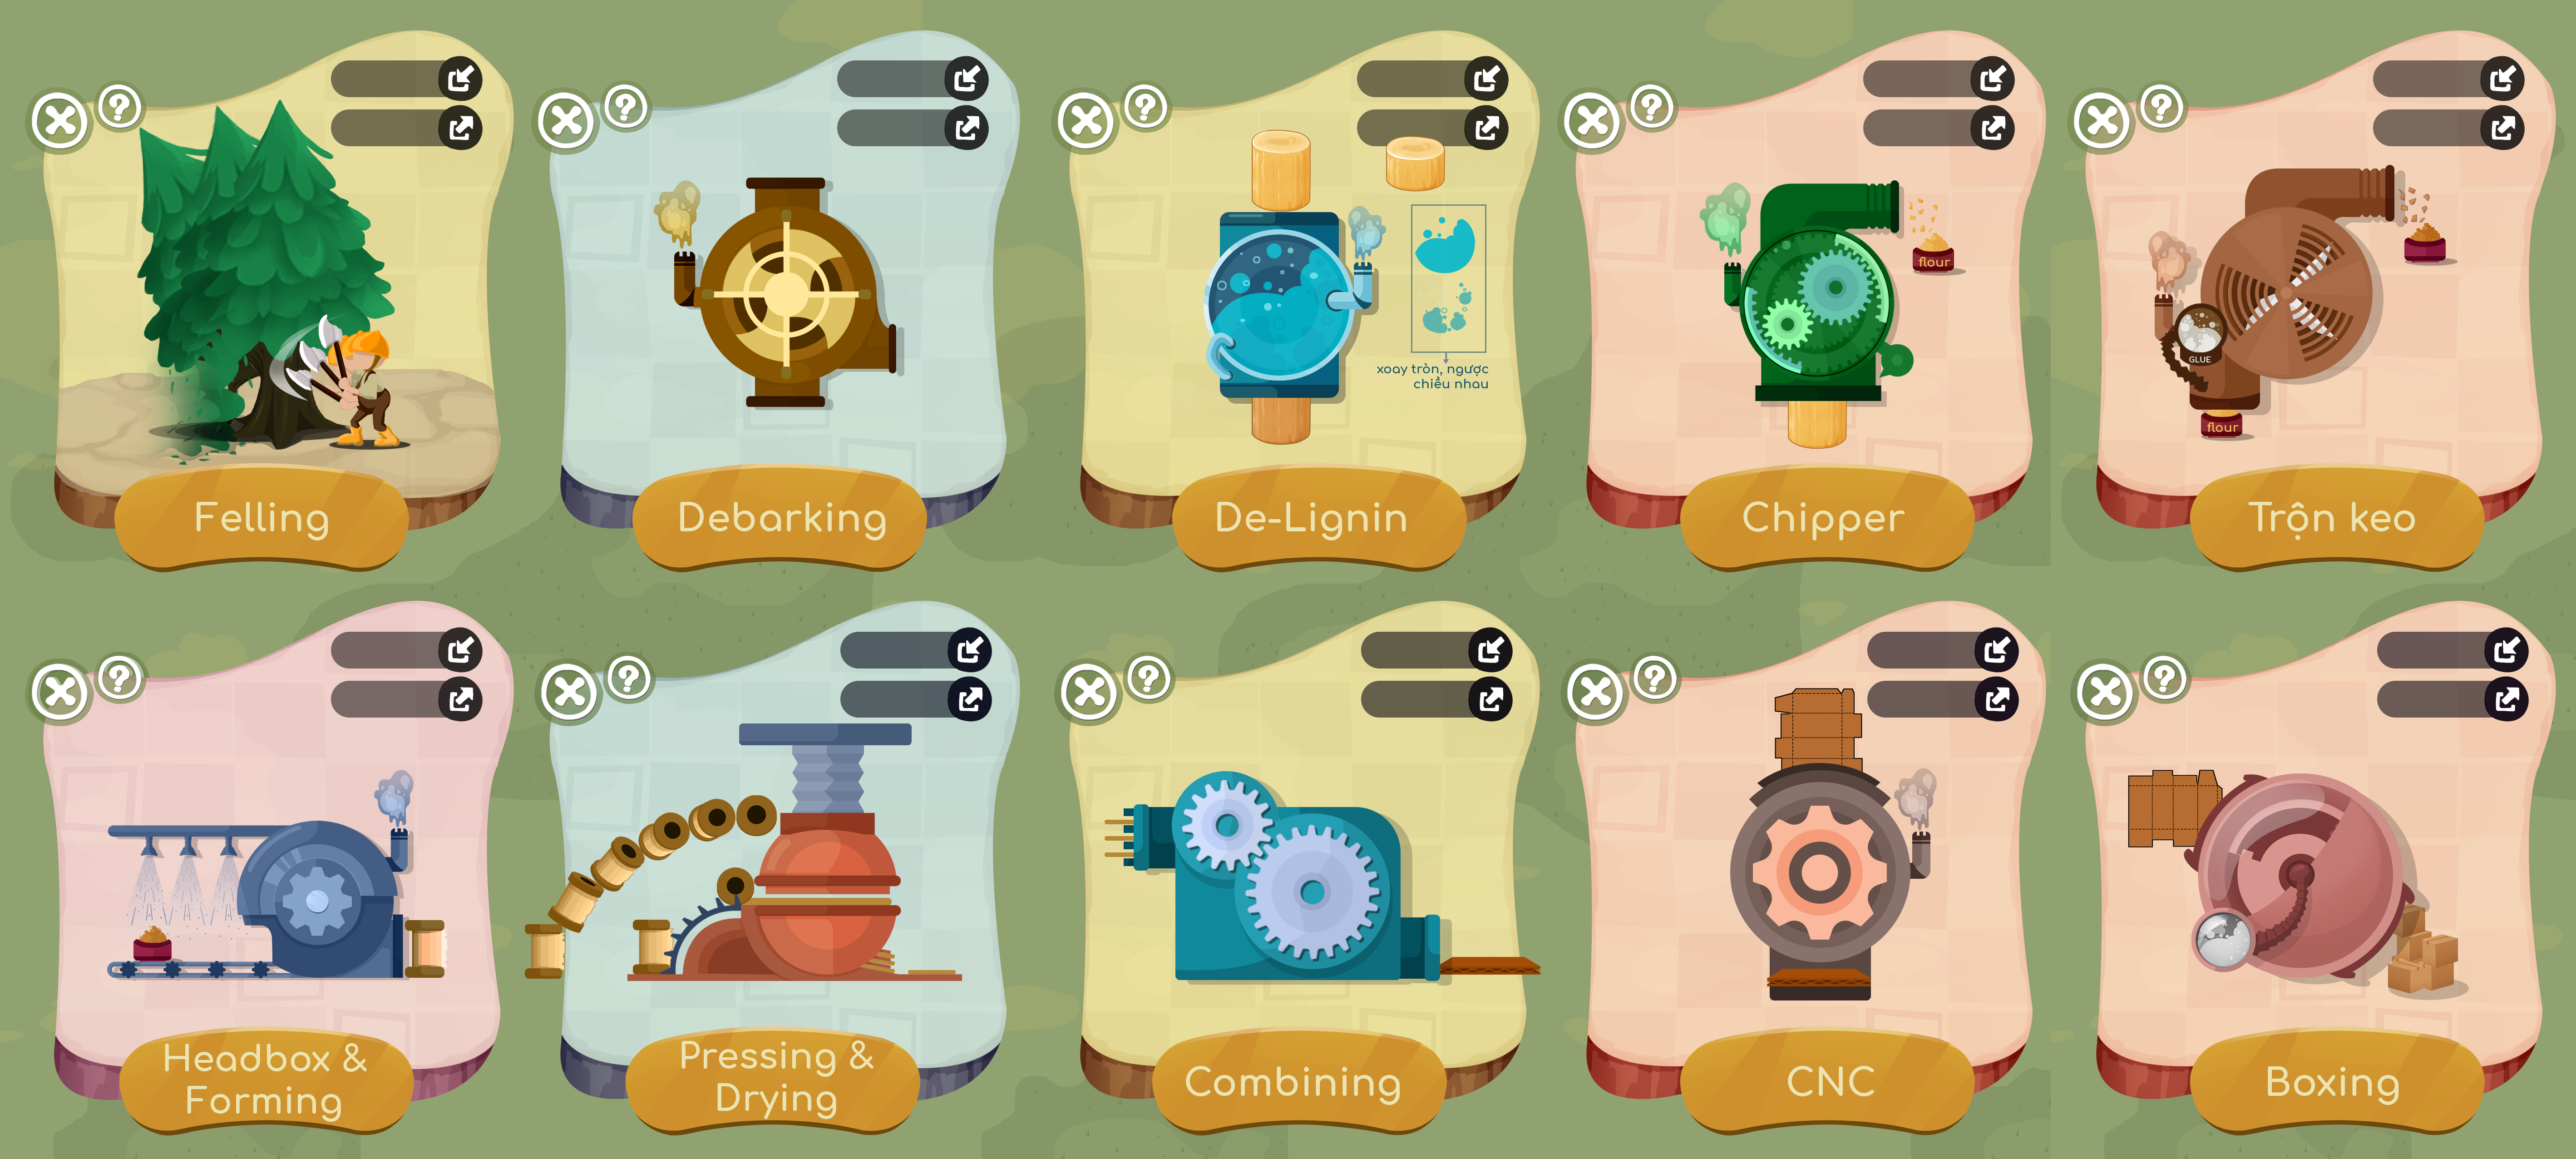 ?
?
?
?
?
flour
GLUE
xoay tròn, ngược
chiều nhau
flour
Felling
Debarking
De-Lignin
Chipper
Trộn keo
?
?
?
?
?
Headbox &
Forming
Pressing &
Drying
Combining
CNC
Boxing